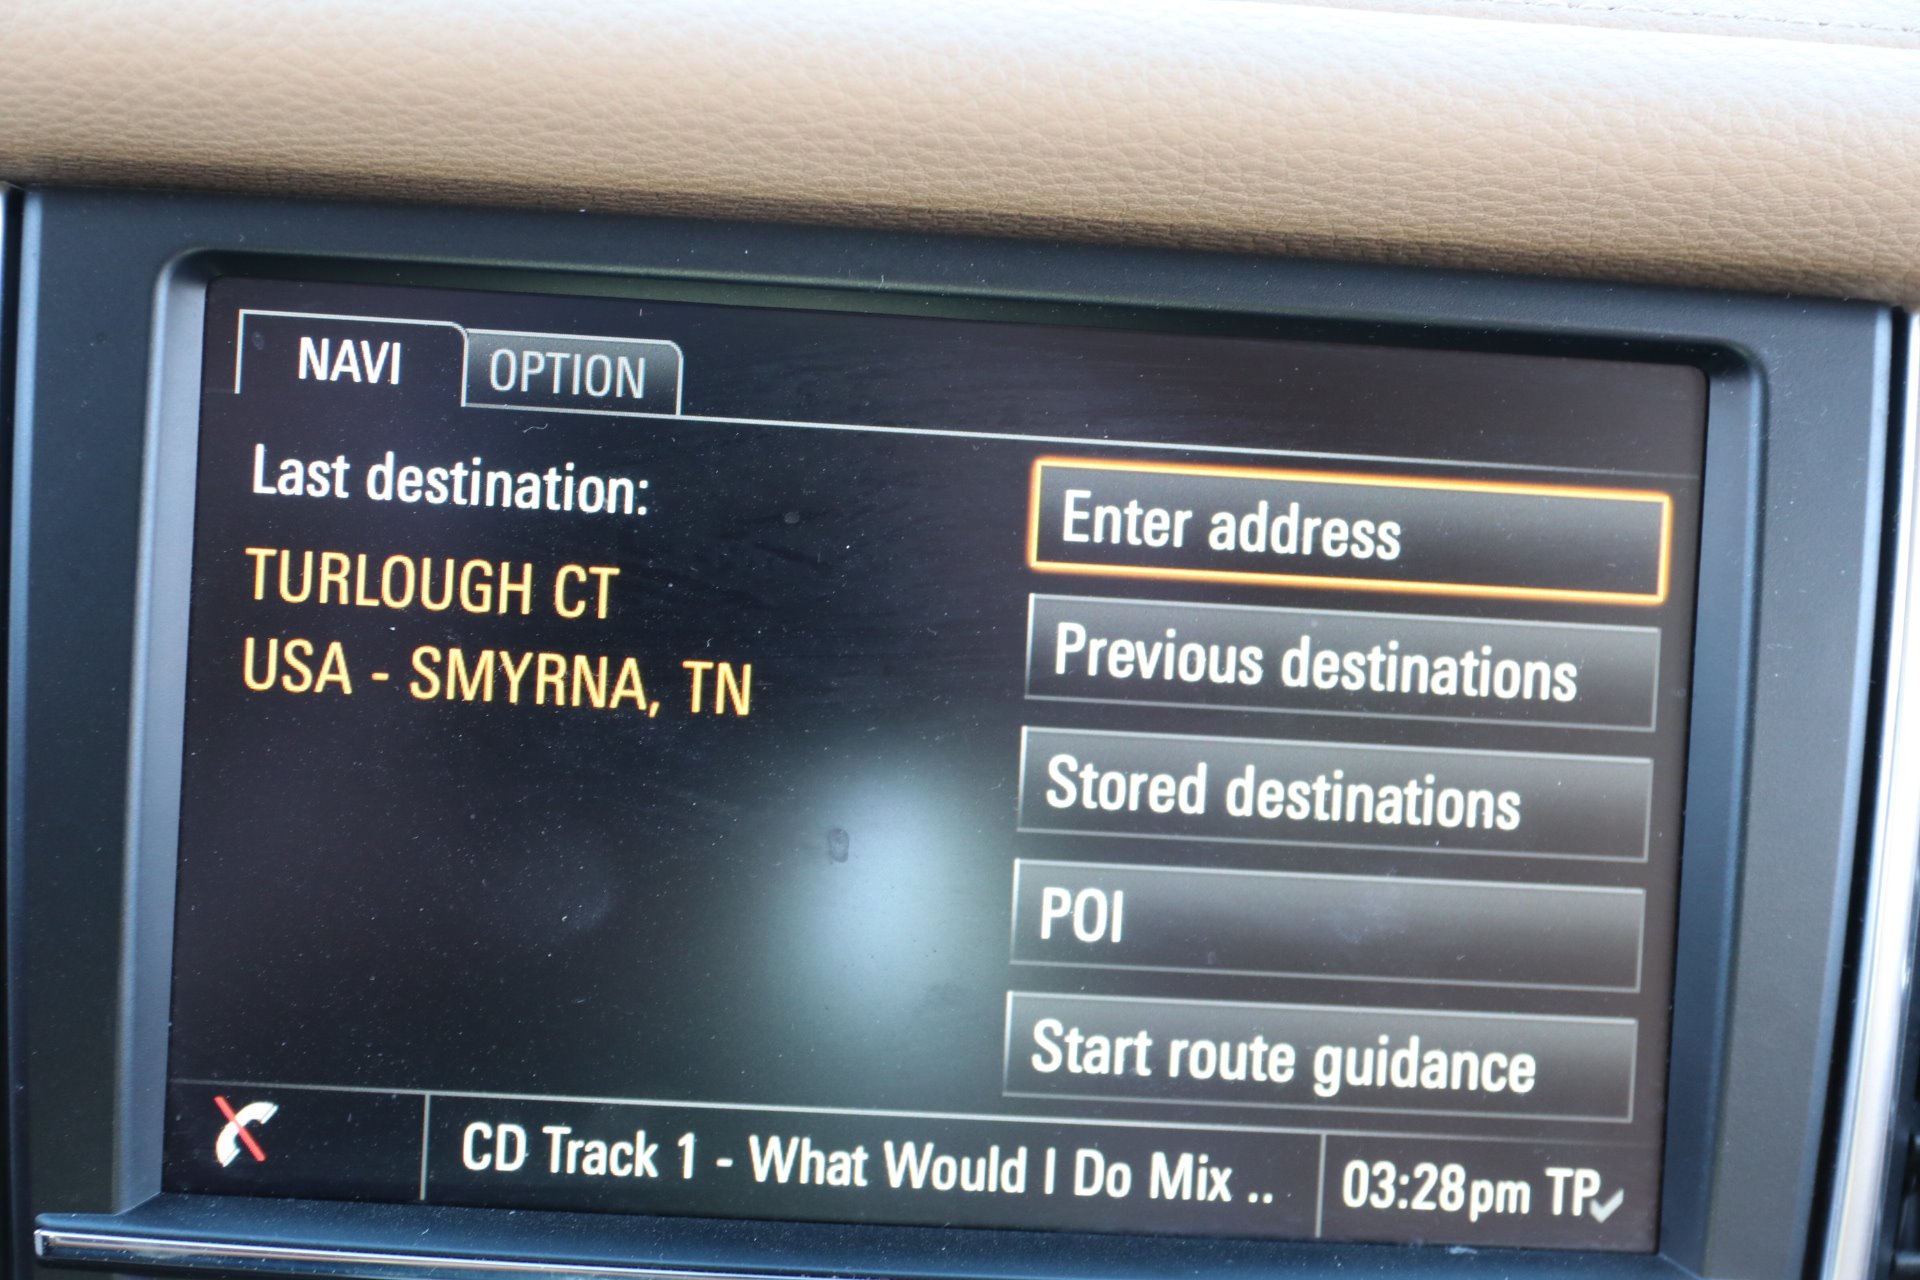 NAVI OPTION
Last destination:
TURLOUGH CT
USA - SMYRNA, TN
Enter address
Previous destinations
Stored destinations
POI
Start route guidance
CD Track 1 - What Would I Do Mix ..
03:28pm TP